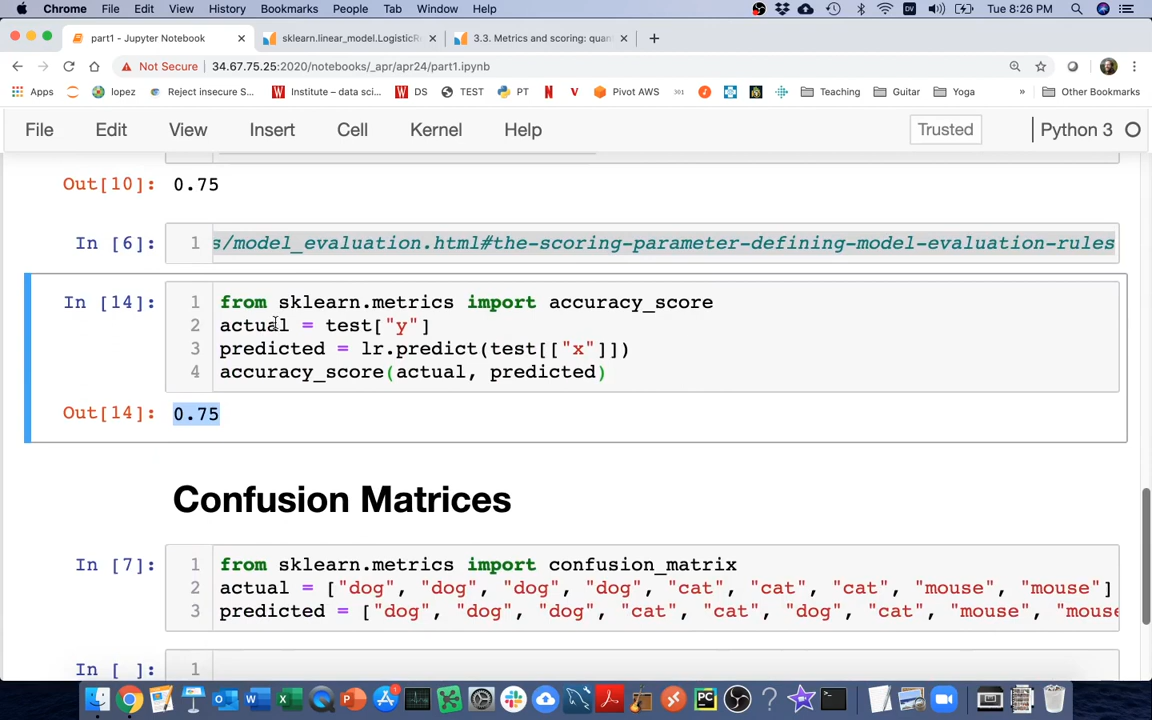 Chrome File Edit View History Bookmarks People Tab Window Help Tue 8:26 PM
part1 - Jupyter Notebook sklearn.linear_model.LogisticR 3.3. Metrics and scoring: quan
Not Secure 34.67.75.25:2020/notebooks/_apr/apr24/part1.ipynb
Apps lopez Reject insecure S... Institute – data sci... DS TEST PT Pivot AWS Teaching Guitar Yoga » Other Bookmarks
File Edit View Insert Cell Kernel Help Trusted Python 3
Out[10]: 0.75
In [6]: 1 s/model_evaluation.html#the-scoring-parameter-defining-model-evaluation-rules
In [14]: 1 from sklearn.metrics import accuracy_score
2 actual = test["y"]
3 predicted = lr.predict(test[["x"]])
4 accuracy_score(actual, predicted)
Out[14]: 0.75
Confusion Matrices
In [7]: 1 from sklearn.metrics import confusion_matrix
2 actual = ["dog", "dog", "dog", "dog", "cat", "cat", "cat", "mouse", "mouse"]
3 predicted = ["dog", "dog", "dog", "cat", "cat", "dog", "cat", "mouse", "mouse
In [ ]: 1